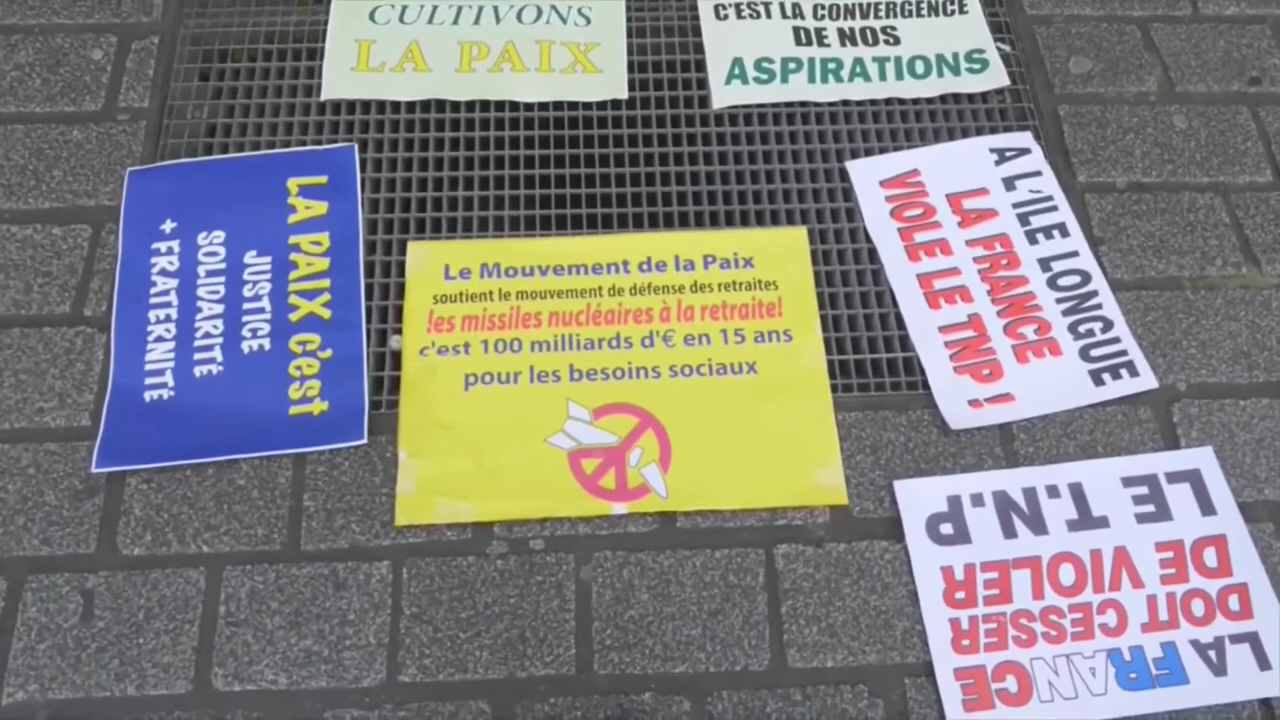 CULTIVONS
LA PAIX
C'EST LA CONVERGENCE
DE NOS
ASPIRATIONS
LA PAIX c'est
JUSTICE
SOLIDARITÉ
+ FRATERNITÉ
Le Mouvement de la Paix
soutient le mouvement de défense des retraites
les missiles nucléaires à la retraite!
c'est 100 milliards d'€ en 15 ans
pour les besoins sociaux
A L'ILE LONGUE
LA FRANCE
VIOLE LE TNP !
LA FRANCE
DOIT CESSER
DE VIOLER
LE T.N.P